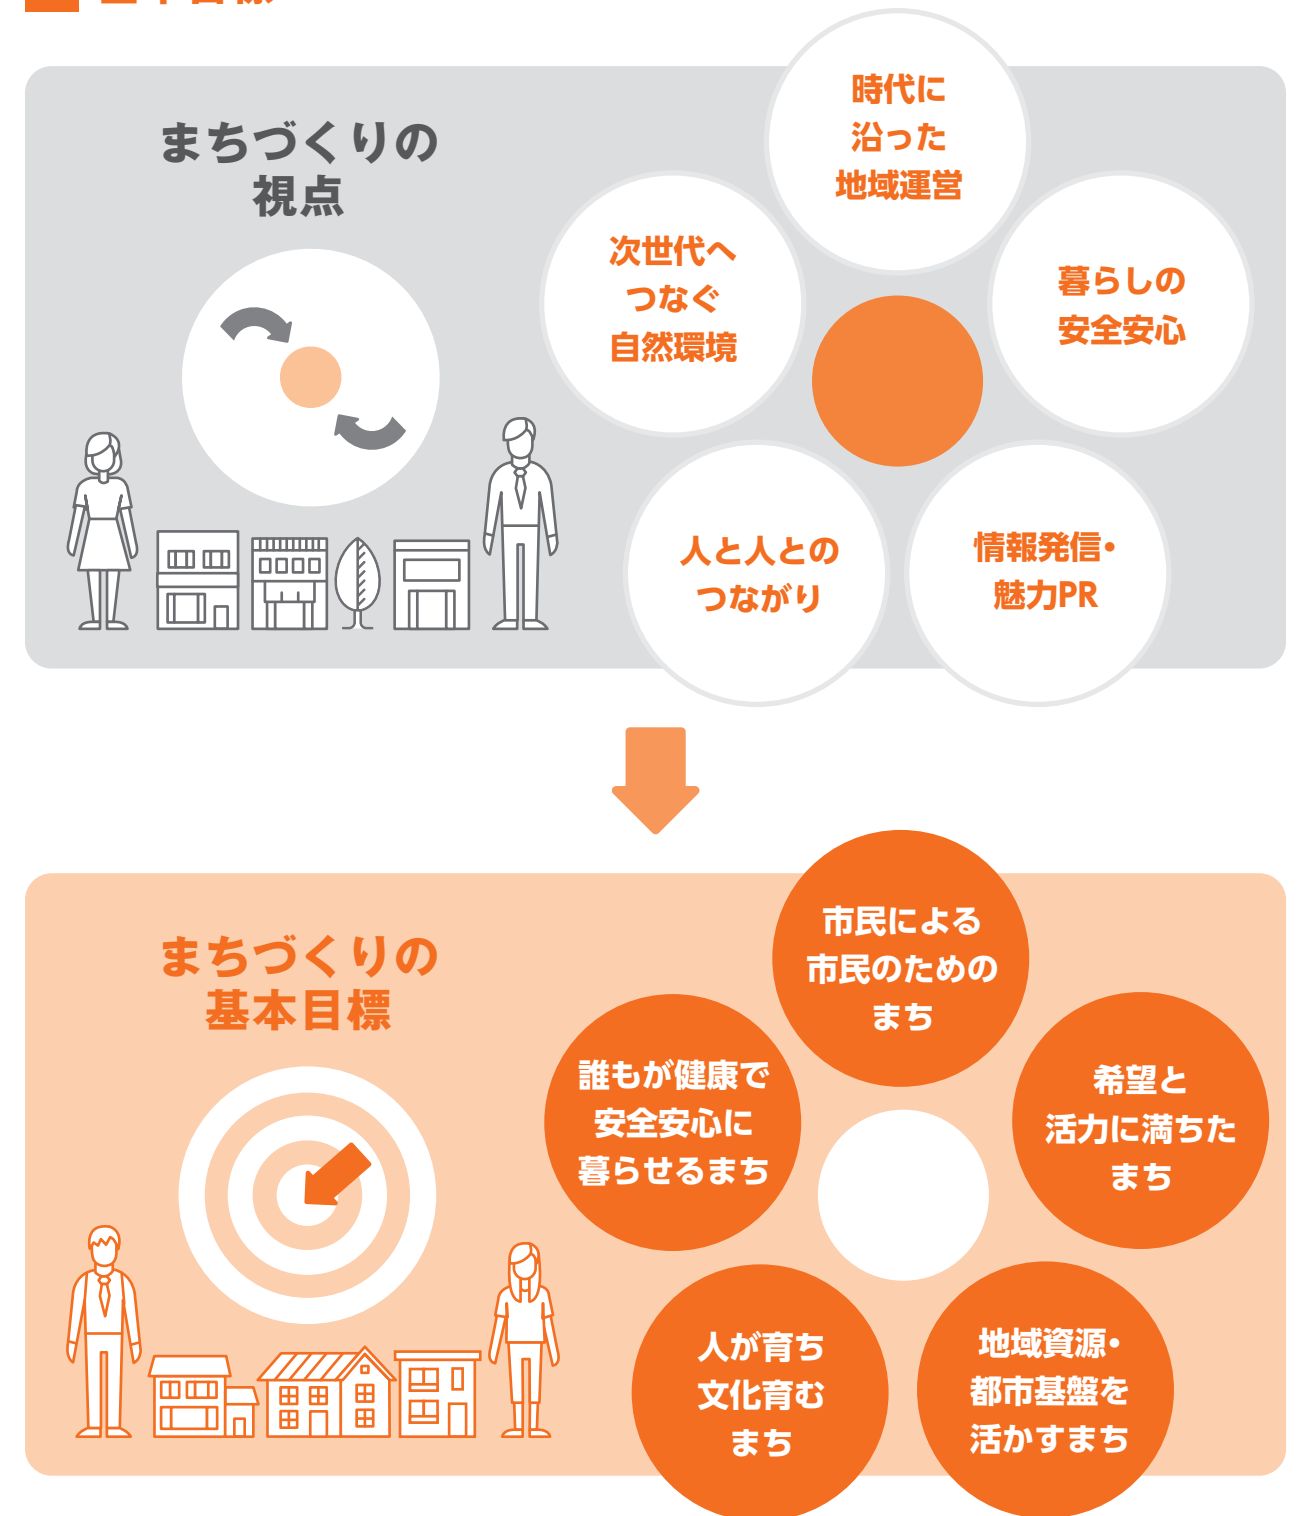 基本目標
まちづくりの
視点
時代に
沿った
地域運営
次世代へ
つなぐ
自然環境
暮らしの
安全安心
人と人との
つながり
情報発信・
魅力PR
まちづくりの
基本目標
市民による
市民のための
まち
誰もが健康で
安全安心に
暮らせるまち
希望と
活力に満ちた
まち
人が育ち
文化育む
まち
地域資源・
都市基盤を
活かすまち